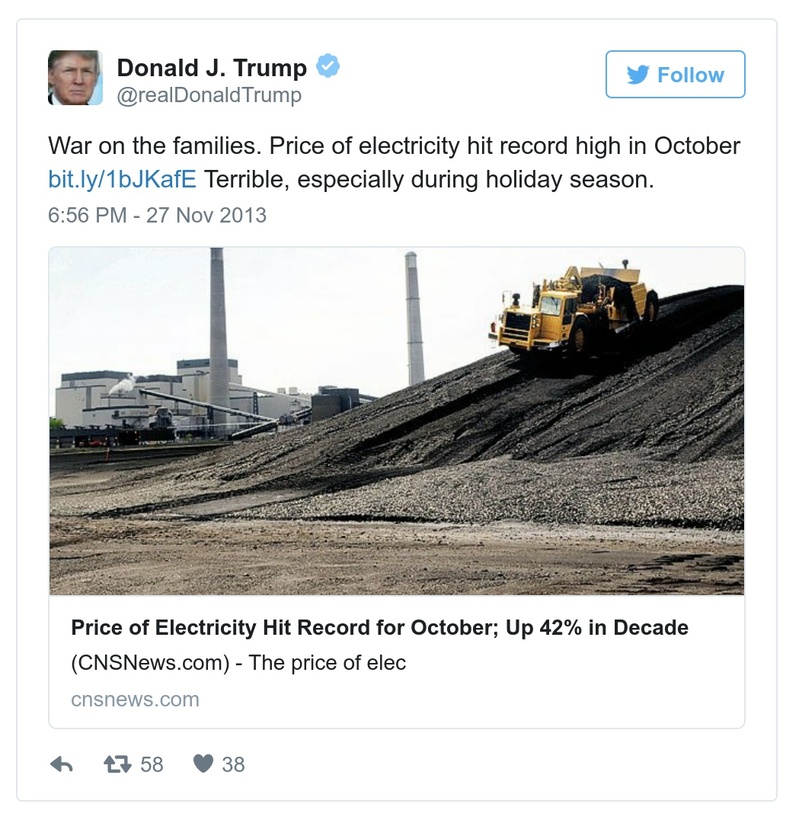 Donald J. Trump
@realDonaldTrump
Follow
War on the families. Price of electricity hit record high in October
bit.ly/1bJKafE Terrible, especially during holiday season.
6:56 PM - 27 Nov 2013
Price of Electricity Hit Record for October; Up 42% in Decade
(CNSNews.com) - The price of elec
cnsnews.com
58 38